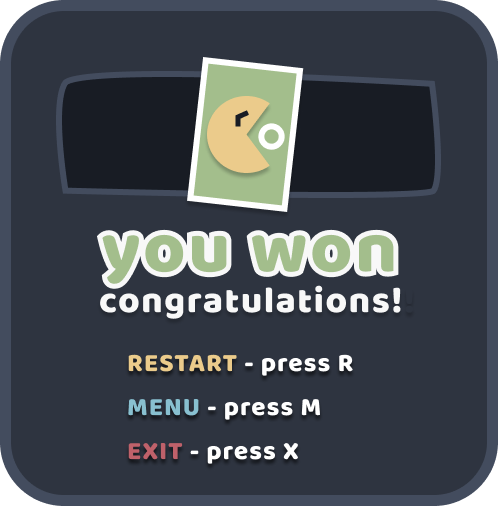 you won
congratulations!
RESTART - press R
MENU - press M
EXIT - press X